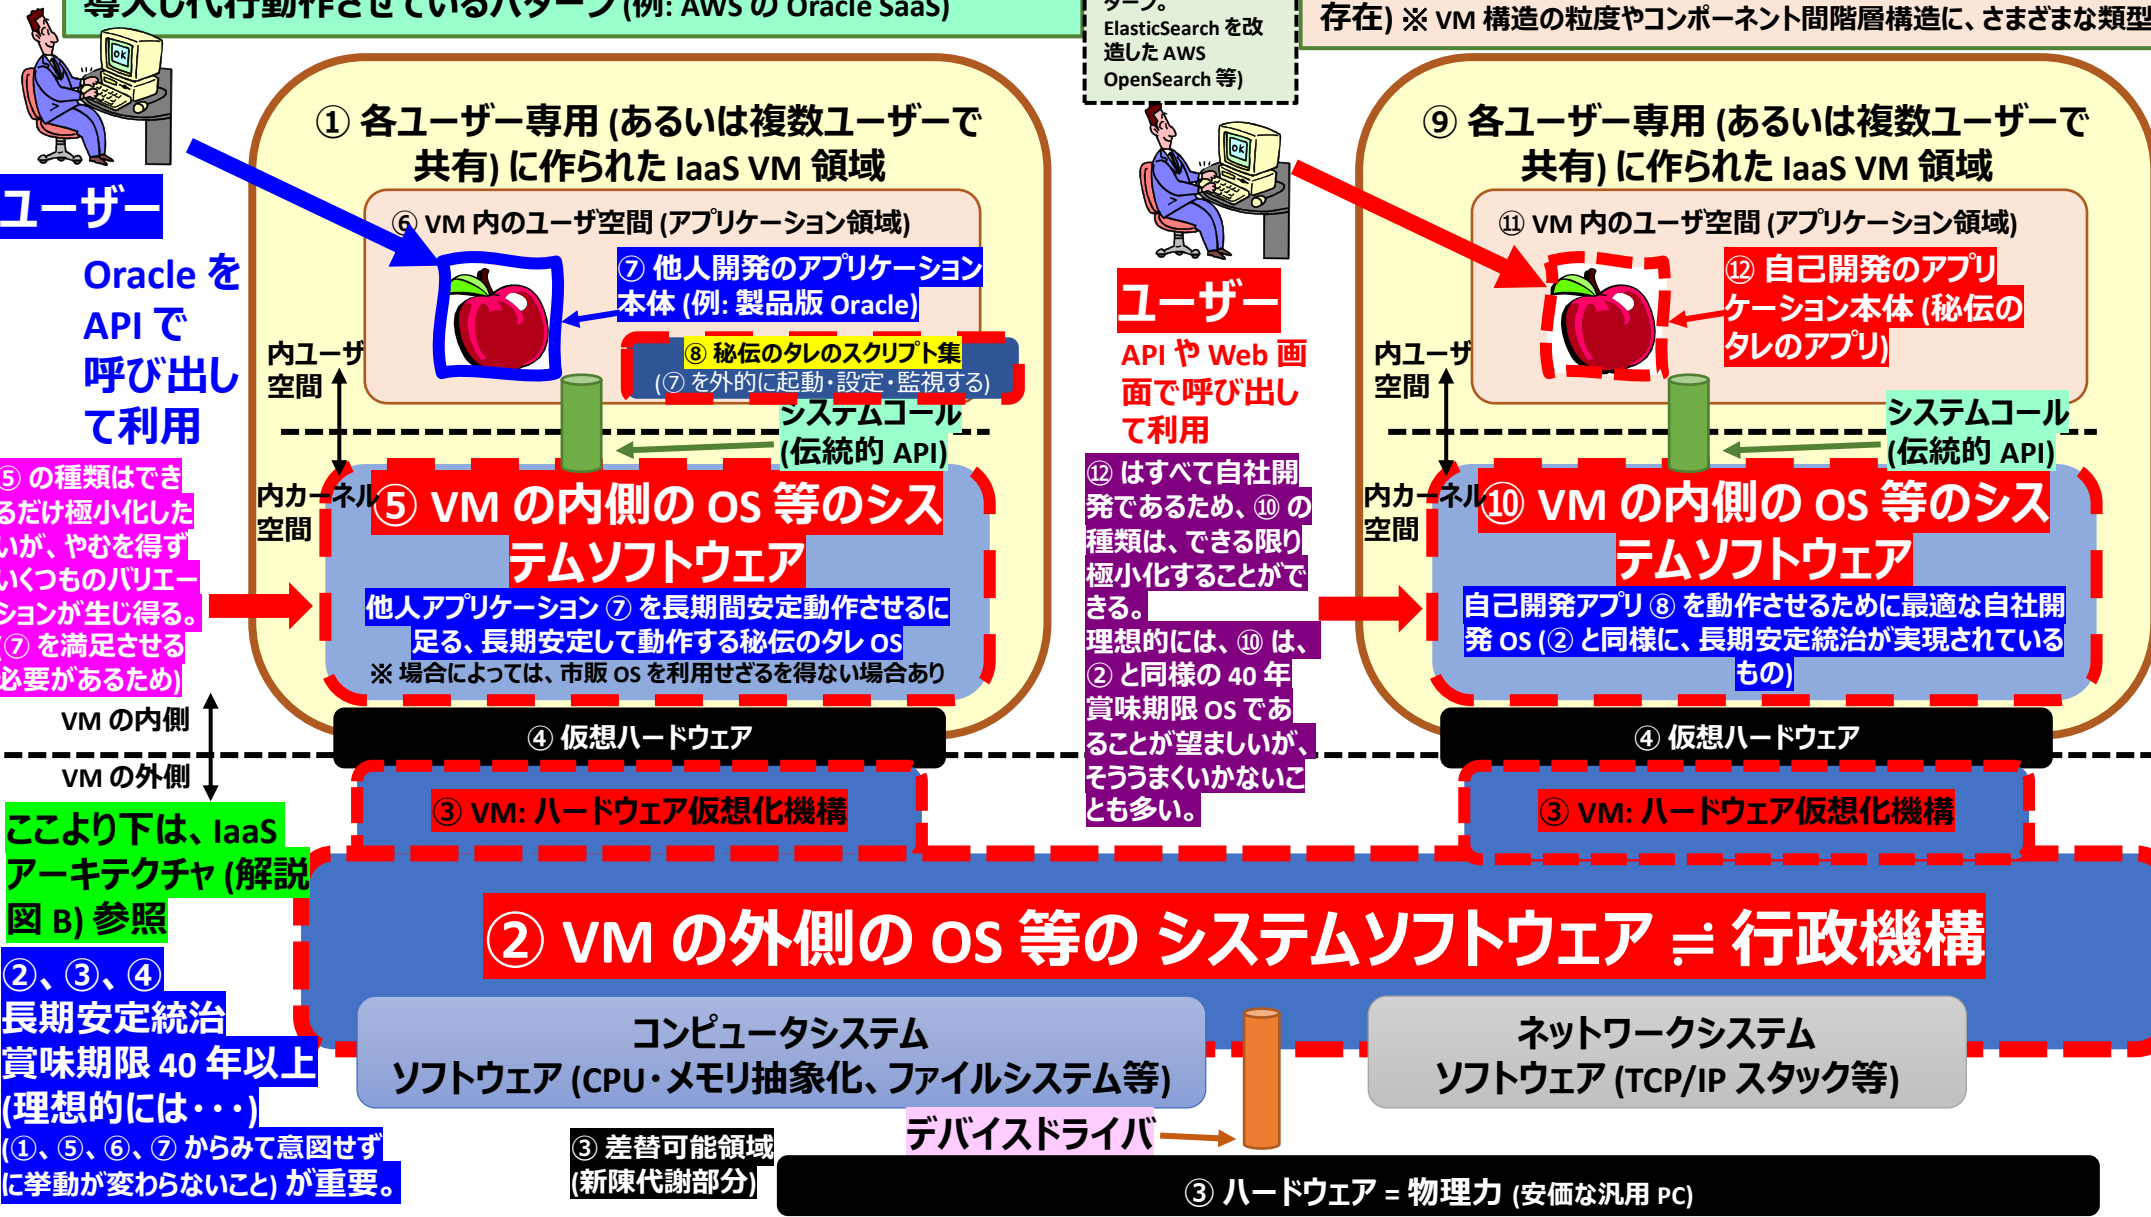 導入し代行動作させているパターン (例: AWS の Oracle SaaS)
ターン。
ElasticSearch を改
造した AWS
OpenSearch 等)
存在) ※ VM 構造の粒度やコンポーネント間階層構造に、さまざまな類型
ok
① 各ユーザー専用 (あるいは複数ユーザーで
共有) に作られた IaaS VM 領域
ユーザー
Oracle を
API で
呼び出し
て利用
⑥ VM 内のユーザ空間 (アプリケーション領域)
⑦ 他人開発のアプリケーション
本体 (例: 製品版 Oracle)
⑧ 秘伝のタレのスクリプト集
(⑦ を外的に起動・設定・監視する)
内ユーザ
空間
システムコール
(伝統的 API)
内カーネル
空間
⑤ の種類はでき
るだけ極小化した
いが、やむを得ず
いくつものバリエー
ションが生じ得る。
(⑦ を満足させる
必要があるため)
⑤ VM の内側の OS 等のシス
テムソフトウェア
他人アプリケーション ⑦ を長期間安定動作させるに
足る、長期安定して動作する秘伝のタレ OS
※ 場合によっては、市販 OS を利用せざるを得ない場合あり
VM の内側
VM の外側
④ 仮想ハードウェア
③ VM: ハードウェア仮想化機構
ok
⑨ 各ユーザー専用 (あるいは複数ユーザーで
共有) に作られた IaaS VM 領域
ユーザー
API や Web 画
面で呼び出し
て利用
⑪ VM 内のユーザ空間 (アプリケーション領域)
⑫ 自己開発のアプリ
ケーション本体 (秘伝の
タレのアプリ)
内ユーザ
空間
システムコール
(伝統的 API)
内カーネル
空間
⑫ はすべて自社開
発であるため、⑩ の
種類は、できる限り
極小化することがで
きる。
理想的には、⑩ は、
② と同様の 40 年
賞味期限 OS であ
ることが望ましいが、
そううまくいかないこ
とも多い。
⑩ VM の内側の OS 等のシス
テムソフトウェア
自己開発アプリ ⑧ を動作させるために最適な自社開
発 OS (② と同様に、長期安定統治が実現されている
もの)
④ 仮想ハードウェア
③ VM: ハードウェア仮想化機構
ここより下は、IaaS
アーキテクチャ (解説
図 B) 参照
②、③、④
長期安定統治
賞味期限 40 年以上
(理想的には・・・)
(①、⑤、⑥、⑦ からみて意図せず
に挙動が変わらないこと) が重要。
② VM の外側の OS 等の システムソフトウェア ≒ 行政機構
コンピュータシステム
ソフトウェア (CPU・メモリ抽象化、ファイルシステム等)
ネットワークシステム
ソフトウェア (TCP/IP スタック等)
デバイスドライバ
③ 差替可能領域
(新陳代謝部分)
③ ハードウェア = 物理力 (安価な汎用 PC)